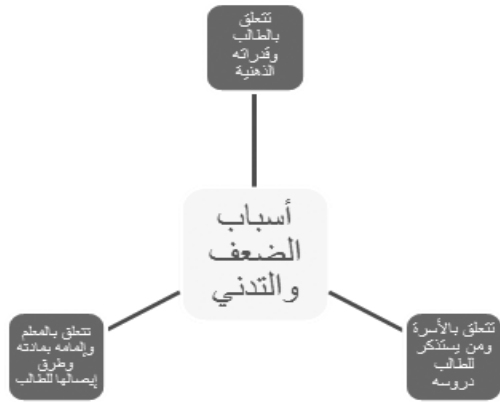 تتعلق
بالطالب
وقدراته
الذهنية
أسباب
الضعف
والتدني
تتعلق بالأسرة
ومن يستذكر
للطالب
دروسه
تتعلق بالمعلم
وإلمامه بمادته
وطرق
إيصالها للطالب